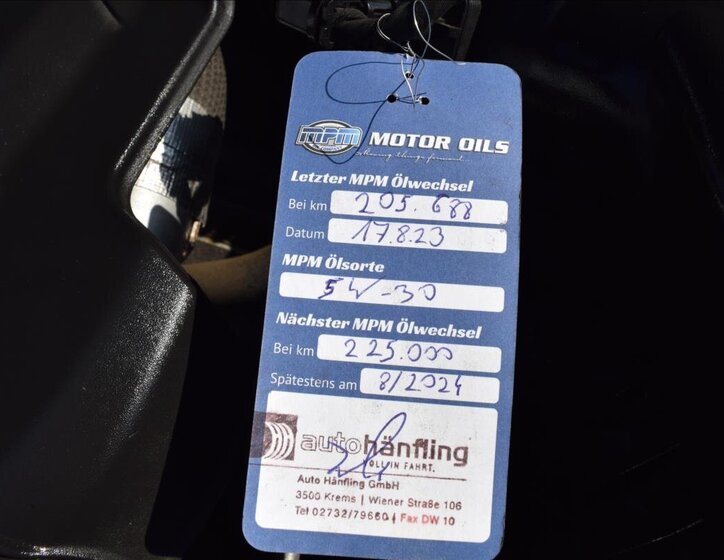 MPM MOTOR OILS
Letzter MPM Ölwechsel
Bei km 205.688
Datum 17.8.23
MPM Ölsorte
5W-30
Nächster MPM Ölwechsel
Bei km 225.000
Spätestens am 8/2024
autohänfling
VOLL IN FAHRT.
Auto Hänfling GmbH
3500 Krems | Wiener Straße 106
Tel 02732/79660 | Fax DW 10